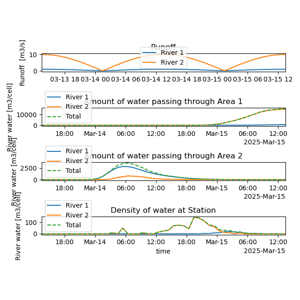 Runoff
River 1
River 2
Runoff [m3/s]
10
0
03-13 18 03-14 00 03-14 06 03-14 12 03-14 18 03-15 00 03-15 06 03-15 12
mount of water passing through Area 1
River 1
River 2
Total
River water [m3/cell]
10000
0
18:00 Mar-14 06:00 12:00 18:00 Mar-15 06:00 12:00
2025-Mar-15
mount of water passing through Area 2
River 1
River 2
Total
River water [m3/cell]
2500
0
18:00 Mar-14 06:00 12:00 18:00 Mar-15 06:00 12:00
2025-Mar-15
Density of water at Station
River 1
River 2
Total
River water [m3/cell]
100
0
18:00 Mar-14 06:00 12:00 18:00 Mar-15 06:00 12:00
time
2025-Mar-15